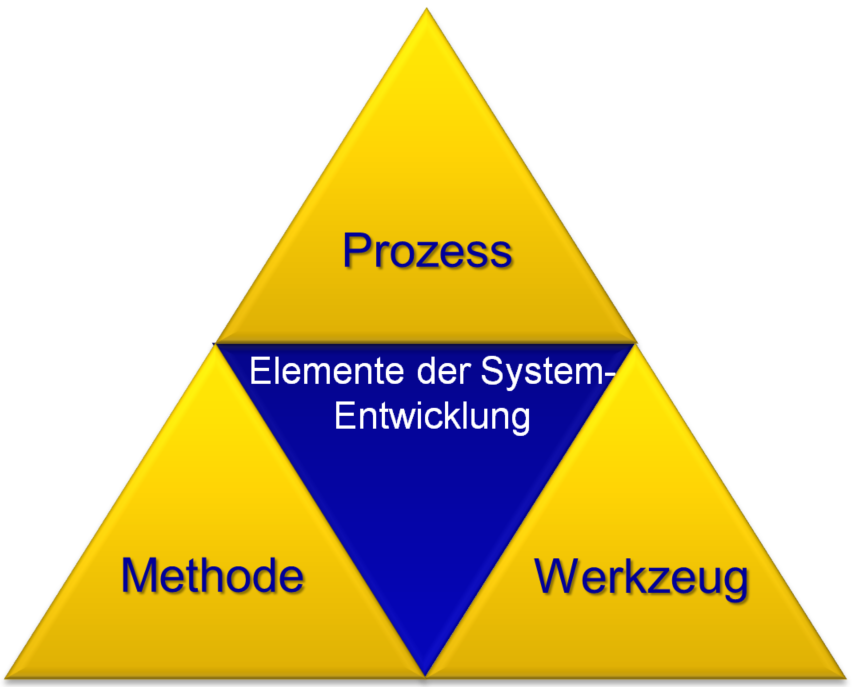 Prozess
Elemente der System-
Entwicklung
Methode
Werkzeug